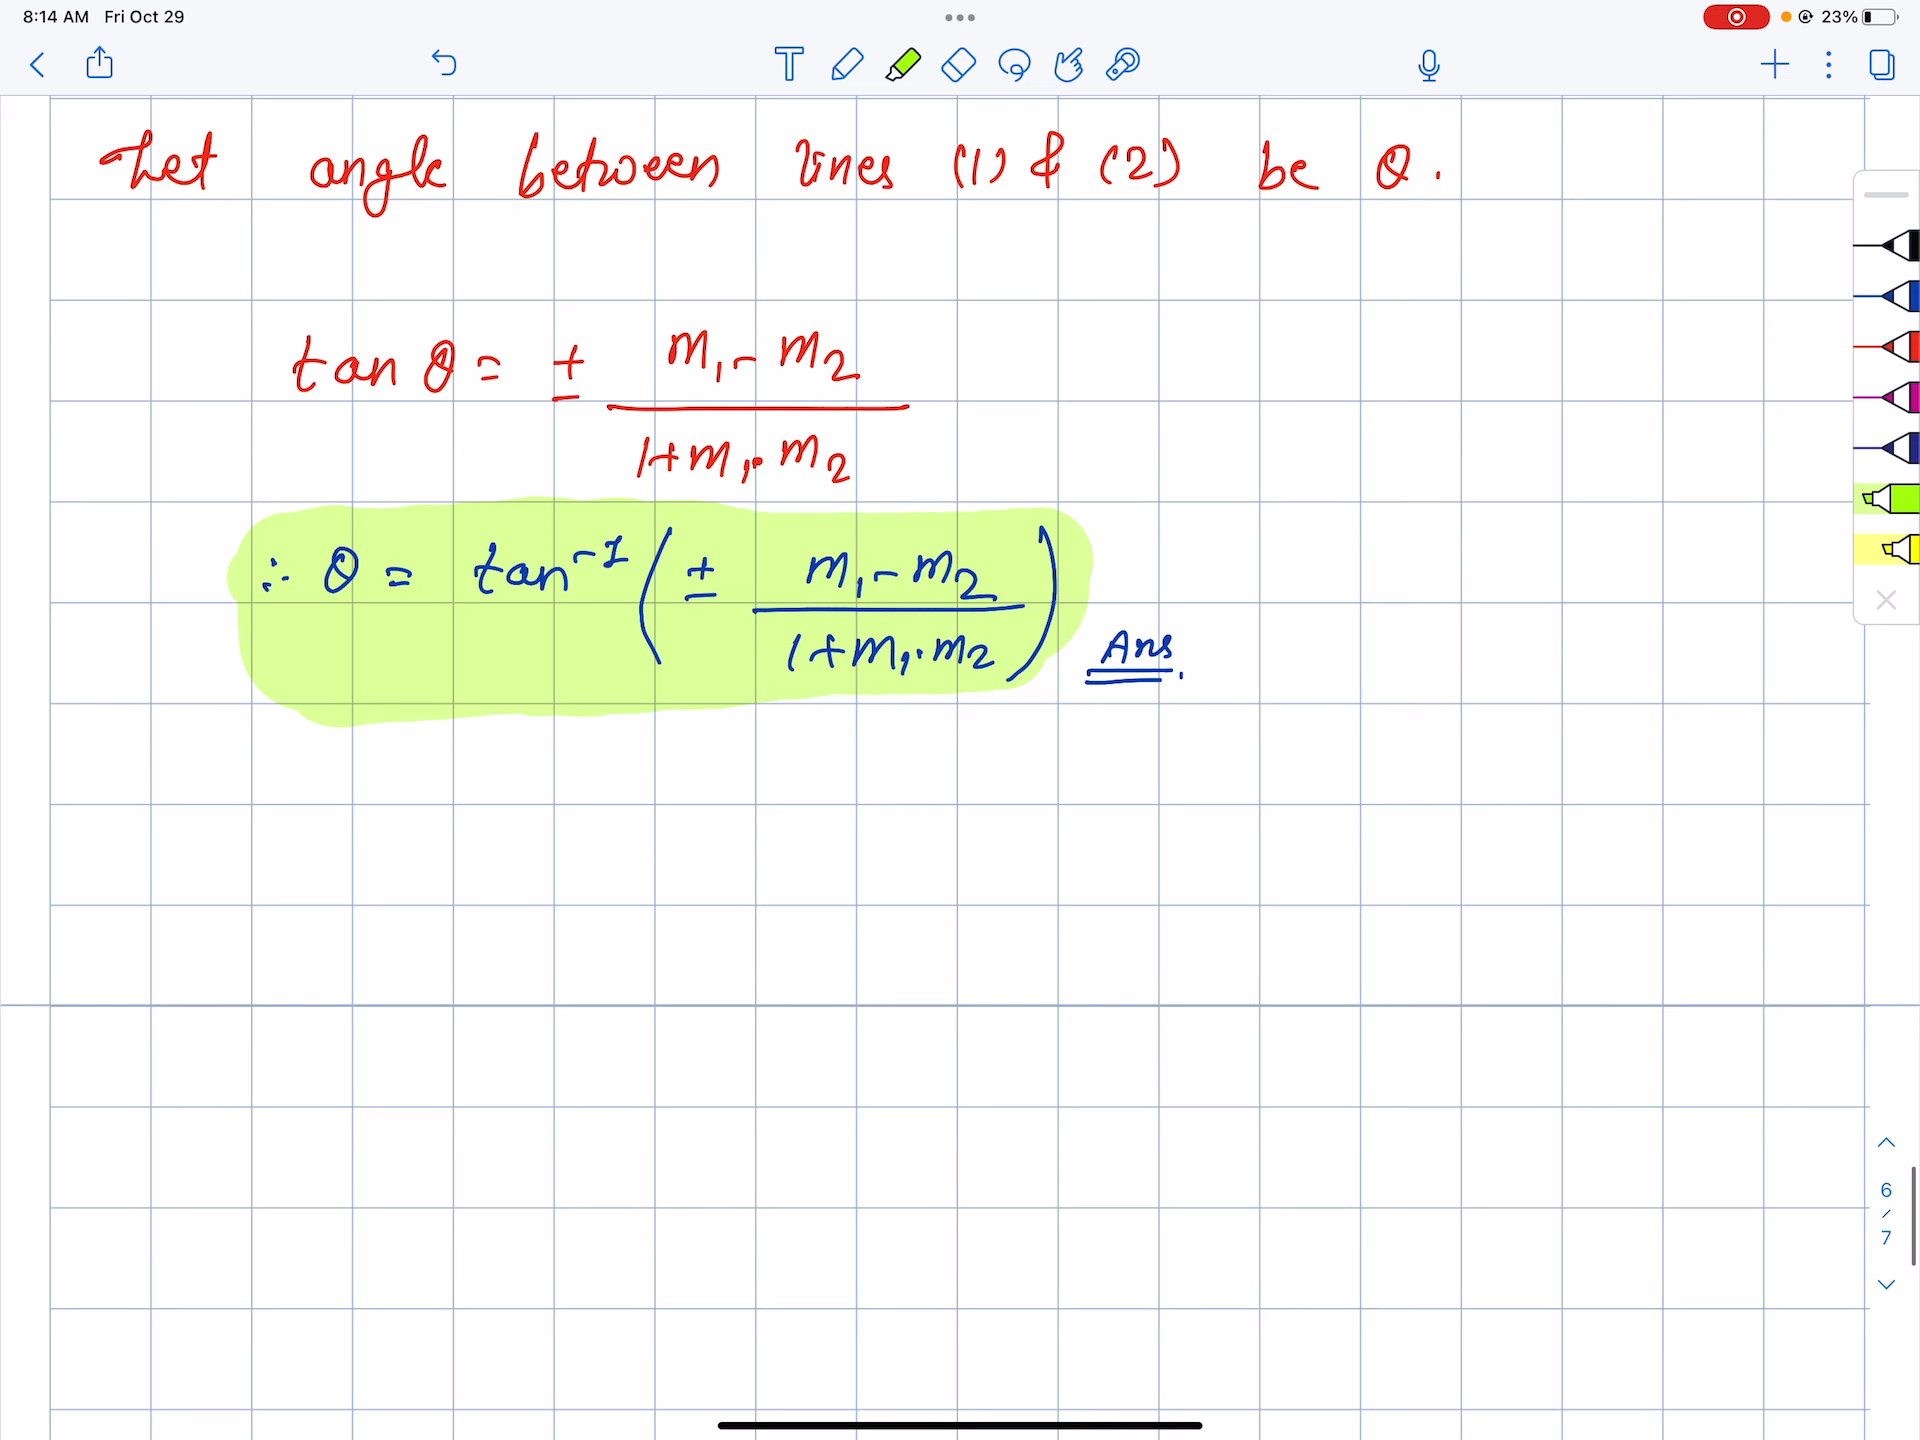 8:14 AM Fri Oct 29
23%
T
Let angle between lines (1) & (2) be θ.
tan θ = ± m₁ - m₂
1+m₁.m₂
∴ θ = tan⁻¹ ( ± m₁ - m₂
1+m₁.m₂ ) Ans.
6
/
7